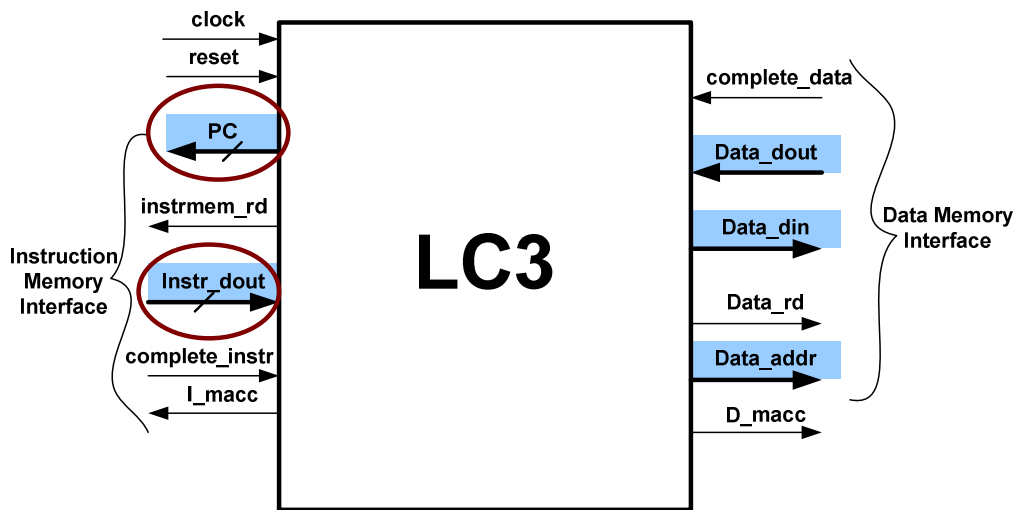 clock
reset
PC
instrmem_rd
Instruction
Memory
Interface
Instr_dout
complete_instr
I_macc
LC3
complete_data
Data_dout
Data_din
Data Memory
Interface
Data_rd
Data_addr
D_macc